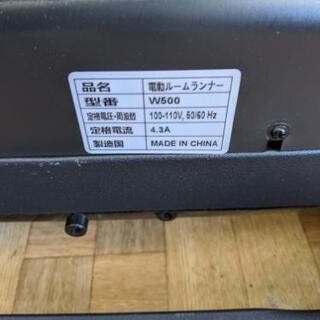 品名 電動ルームランナー
型番 W500
定格電圧・周波数 100-110V, 50/60 Hz
定格電流 4.3A
製造国 MADE IN CHINA